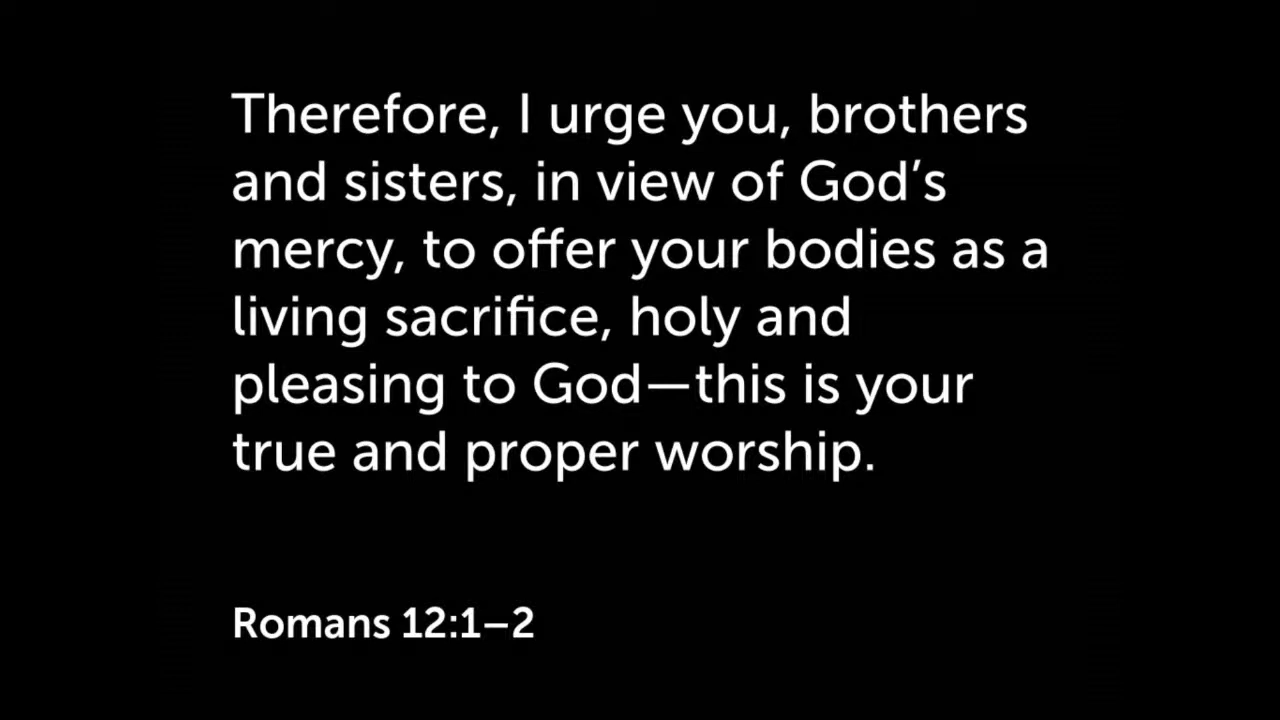 Therefore, I urge you, brothers
and sisters, in view of God’s
mercy, to offer your bodies as a
living sacrifice, holy and
pleasing to God—this is your
true and proper worship.
Romans 12:1–2